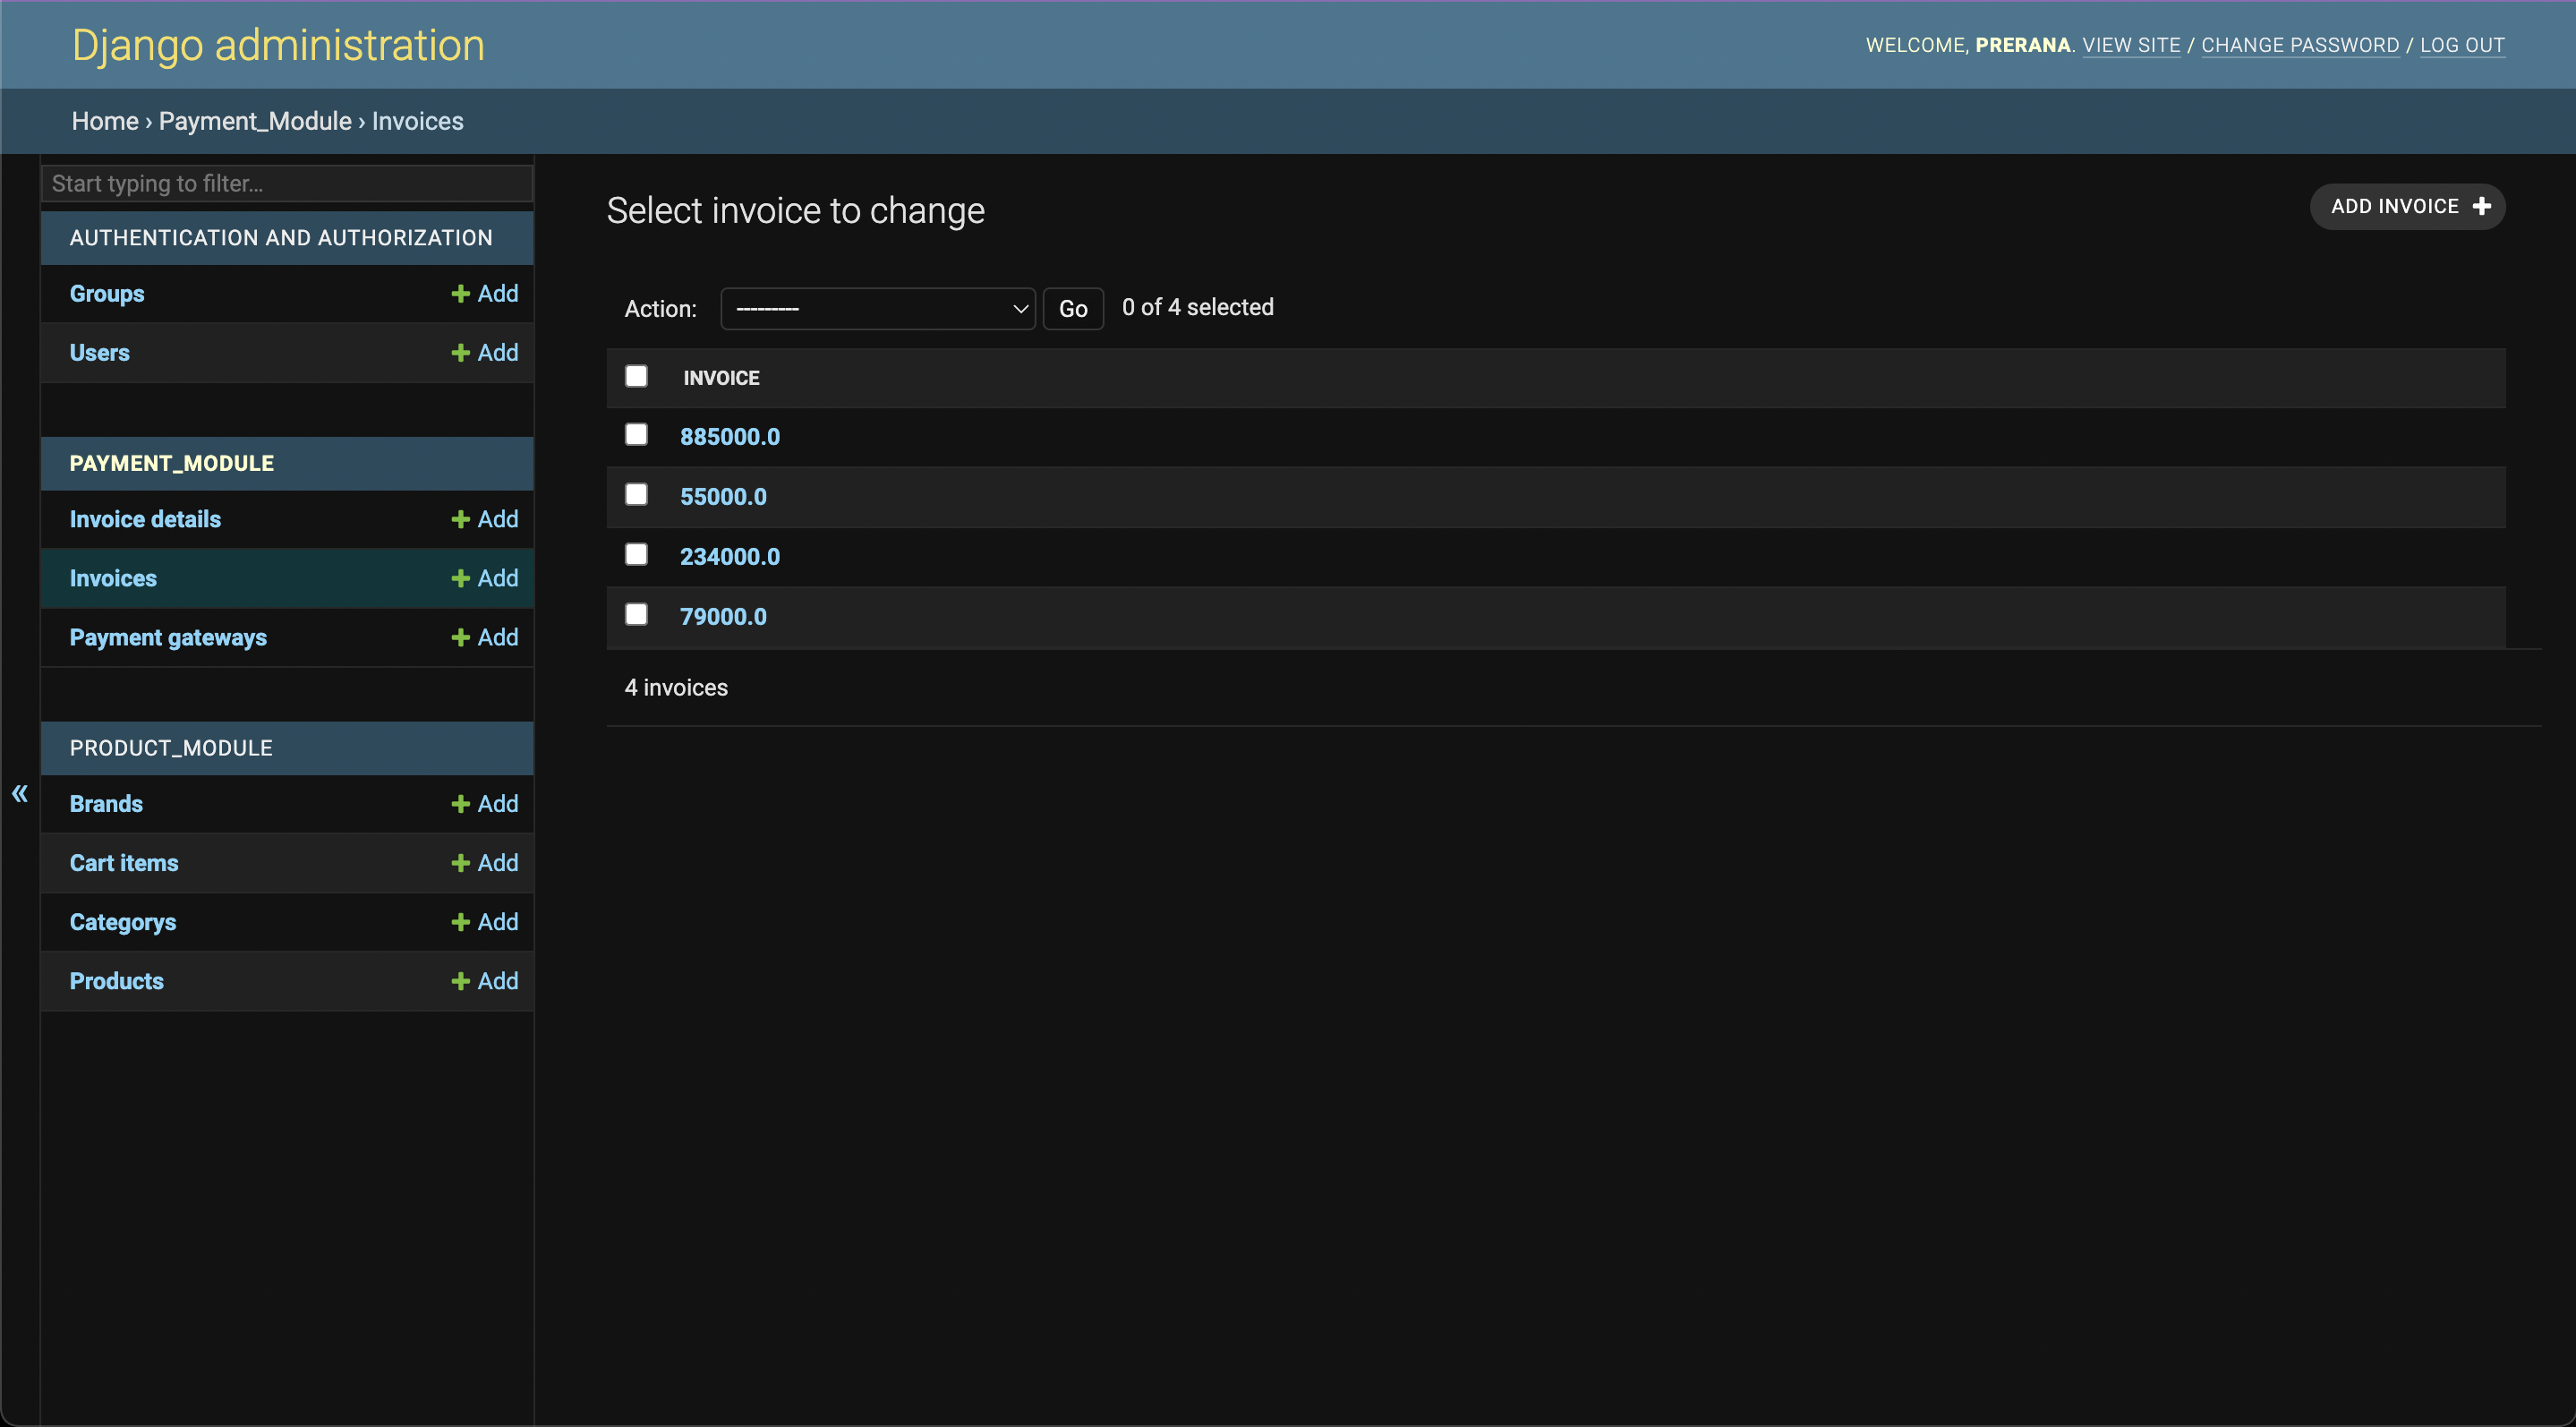 Django administration
WELCOME, PRERANA. VIEW SITE / CHANGE PASSWORD / LOG OUT
Home › Payment_Module › Invoices
Start typing to filter...
AUTHENTICATION AND AUTHORIZATION
Groups + Add
Users + Add
PAYMENT_MODULE
Invoice details + Add
Invoices + Add
Payment gateways + Add
PRODUCT_MODULE
Brands + Add
Cart items + Add
Categorys + Add
Products + Add
«
Select invoice to change
ADD INVOICE +
Action: --------- Go 0 of 4 selected
INVOICE
885000.0
55000.0
234000.0
79000.0
4 invoices